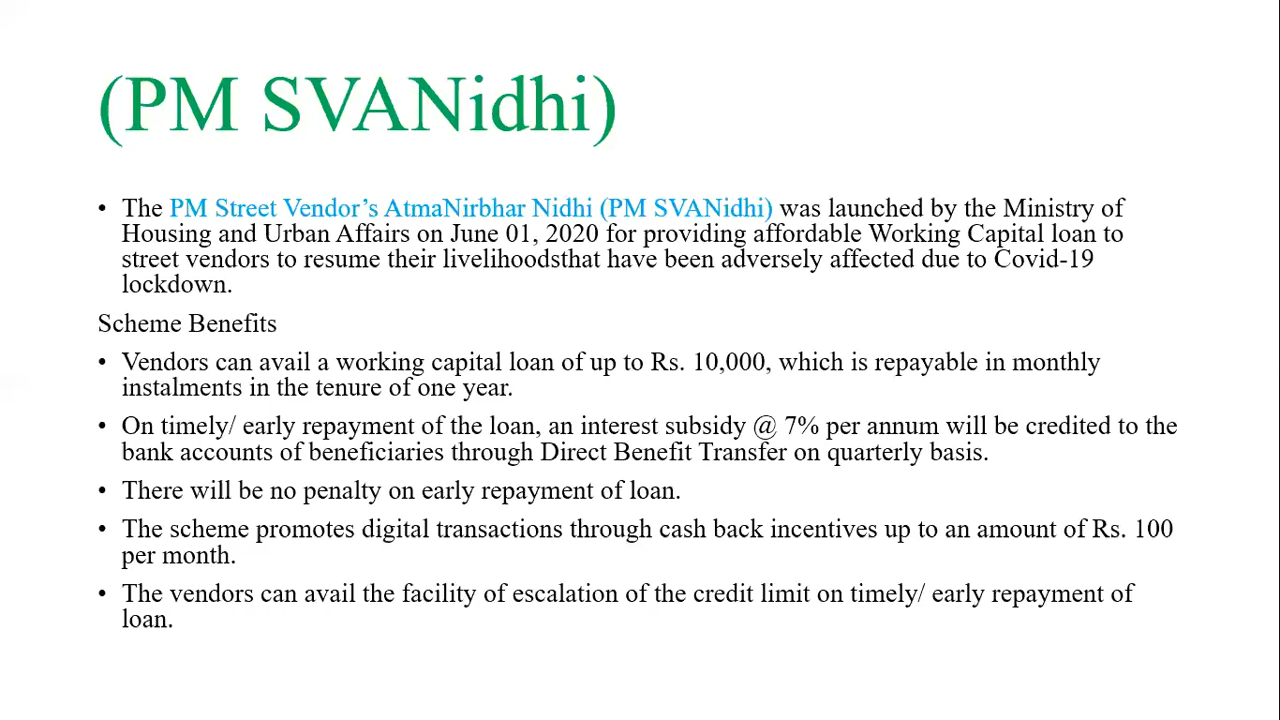 (PM SVANidhi)
• The PM Street Vendor’s AtmaNirbhar Nidhi (PM SVANidhi) was launched by the Ministry of
Housing and Urban Affairs on June 01, 2020 for providing affordable Working Capital loan to
street vendors to resume their livelihoodsthat have been adversely affected due to Covid-19
lockdown.
Scheme Benefits
• Vendors can avail a working capital loan of up to Rs. 10,000, which is repayable in monthly
instalments in the tenure of one year.
• On timely/ early repayment of the loan, an interest subsidy @ 7% per annum will be credited to the
bank accounts of beneficiaries through Direct Benefit Transfer on quarterly basis.
• There will be no penalty on early repayment of loan.
• The scheme promotes digital transactions through cash back incentives up to an amount of Rs. 100
per month.
• The vendors can avail the facility of escalation of the credit limit on timely/ early repayment of
loan.